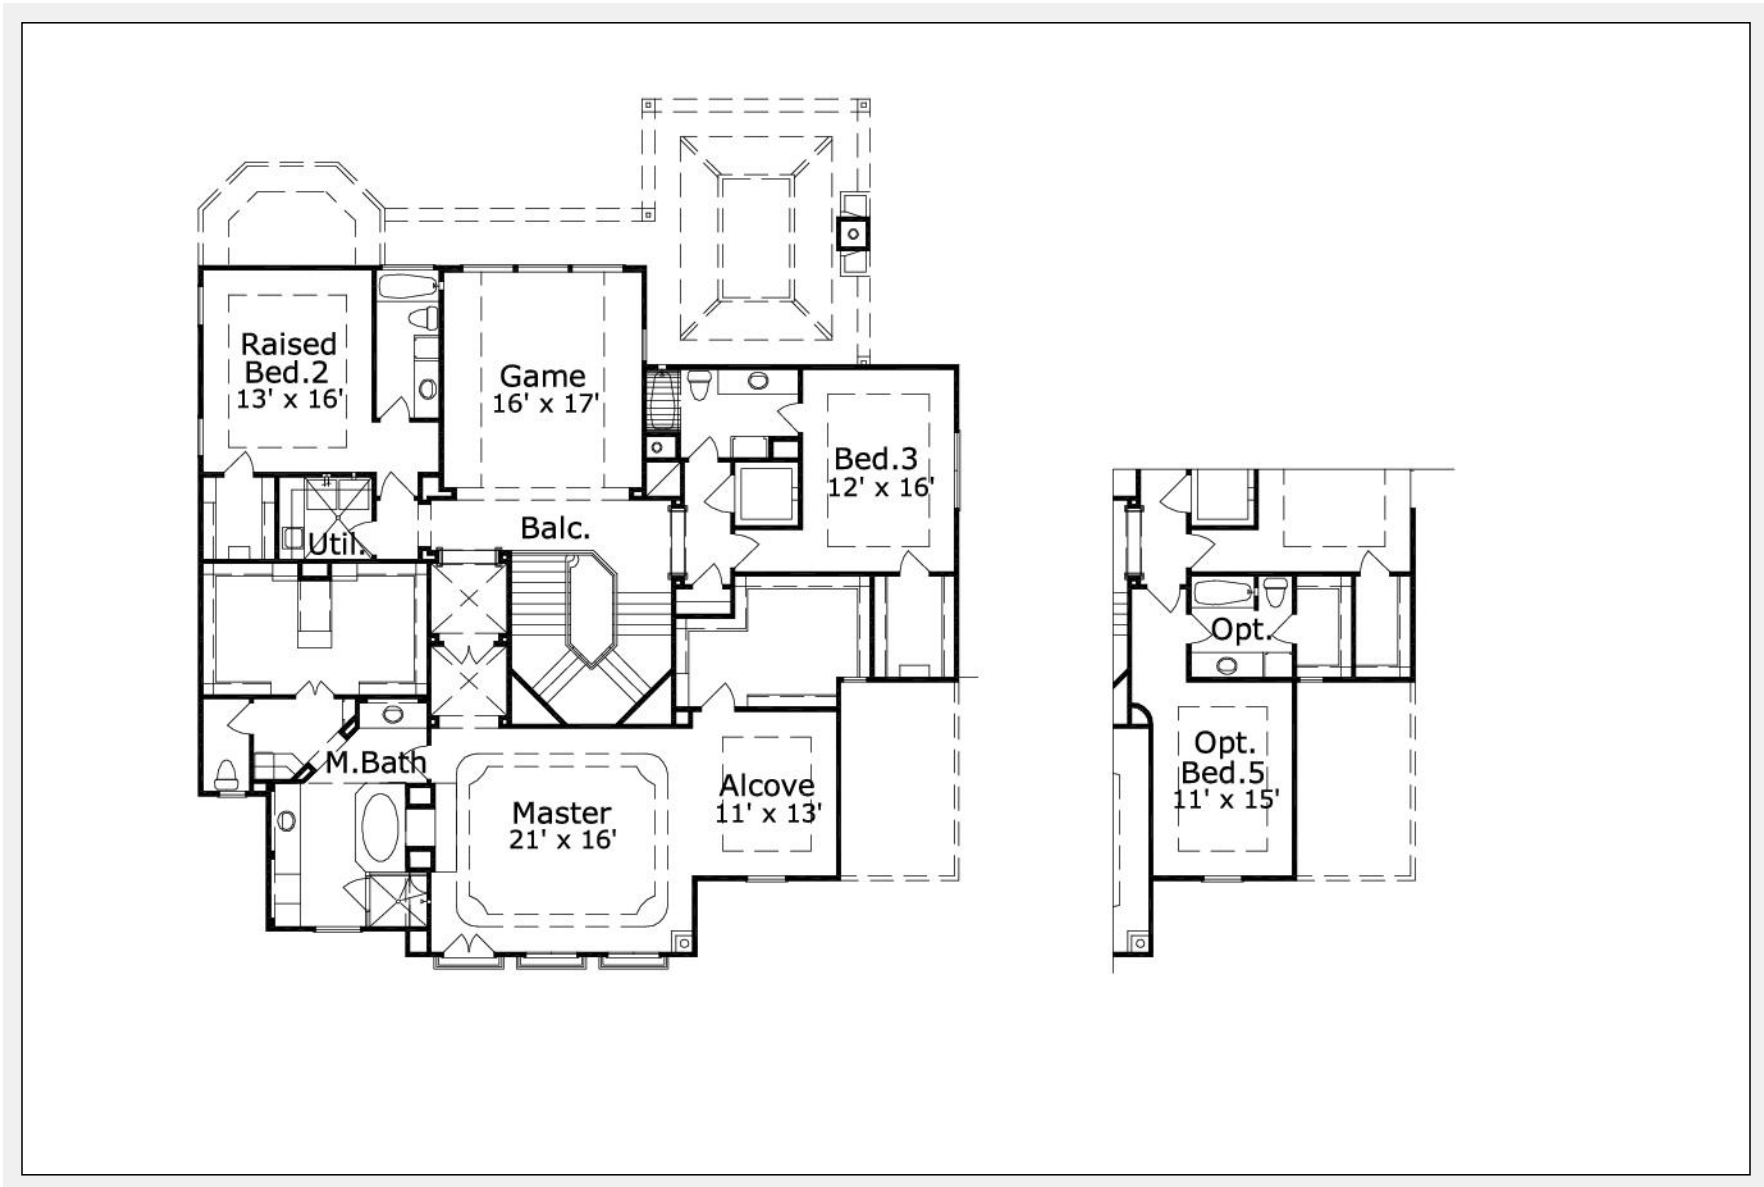 Raised
Bed.2
13' x 16'
Game
16' x 17'
Bed.3
12' x 16'
Balc.
Util.
M.Bath
Master
21' x 16'
Alcove
11' x 13'
Opt.
Opt.
Bed.5
11' x 15'